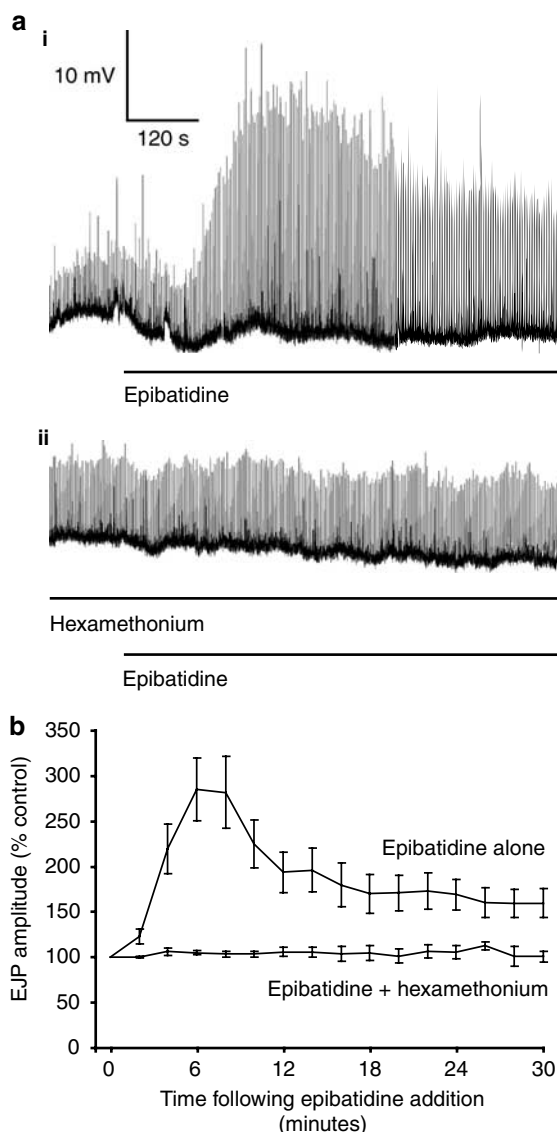 a
i
10 mV
120 s
Epibatidine
ii
Hexamethonium
Epibatidine
b
350
300
250
200
150
100
50
0
EJP amplitude (% control)
Epibatidine alone
Epibatidine + hexamethonium
0 6 12 18 24 30
Time following epibatidine addition
(minutes)